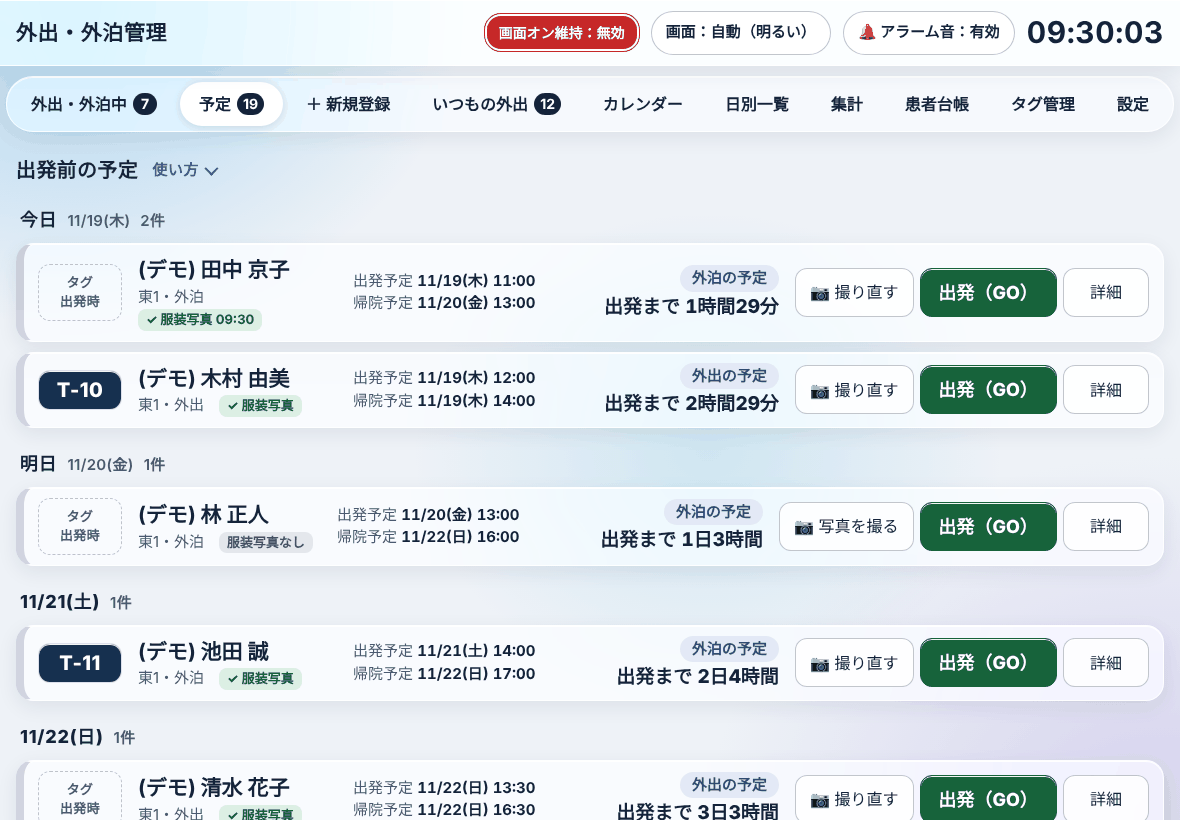 外出・外泊管理
画面オン維持：無効
画面：自動（明るい）
アラーム音：有効
09:30:03
外出・外泊中 7
予定 19
＋ 新規登録
いつもの外出 12
カレンダー
日別一覧
集計
患者台帳
タグ管理
設定
出発前の予定 使い方
今日 11/19(木) 2件
タグ
出発時
(デモ) 田中 京子
東1・外泊
✓ 服装写真 09:30
出発予定 11/19(木) 11:00
帰院予定 11/20(金) 13:00
外泊の予定
出発まで 1時間29分
撮り直す
出発（GO）
詳細
T-10
(デモ) 木村 由美
東1・外出 ✓ 服装写真
出発予定 11/19(木) 12:00
帰院予定 11/19(木) 14:00
外出の予定
出発まで 2時間29分
撮り直す
出発（GO）
詳細
明日 11/20(金) 1件
タグ
出発時
(デモ) 林 正人
東1・外泊 服装写真なし
出発予定 11/20(金) 13:00
帰院予定 11/22(日) 16:00
外泊の予定
出発まで 1日3時間
写真を撮る
出発（GO）
詳細
11/21(土) 1件
T-11
(デモ) 池田 誠
東1・外泊 ✓ 服装写真
出発予定 11/21(土) 14:00
帰院予定 11/22(日) 17:00
外泊の予定
出発まで 2日4時間
撮り直す
出発（GO）
詳細
11/22(日) 1件
タグ
出発時
(デモ) 清水 花子
東1・外出 ✓ 服装写真
出発予定 11/22(日) 13:30
帰院予定 11/22(日) 16:30
外出の予定
出発まで 3日3時間
撮り直す
出発（GO）
詳細